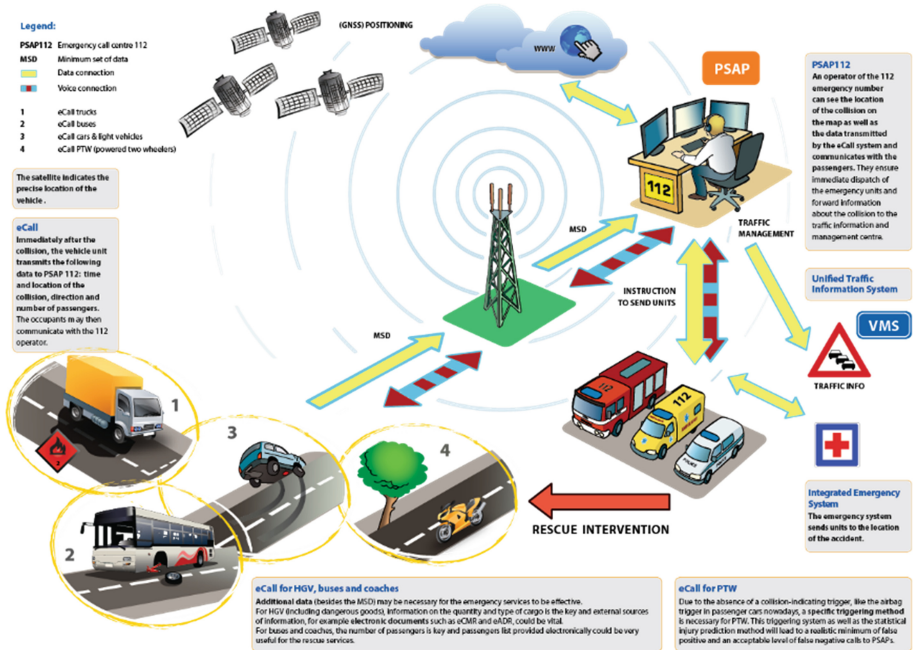 Legend:
PSAP112 Emergency call centre 112
MSD Minimum set of data
Data connection
Voice connection
1 eCall trucks
2 eCall buses
3 eCall cars & light vehicles
4 eCall PTW (powered two wheelers)
The satellite indicates the
precise location of the
vehicle .
eCall
Immediately after the
collision, the vehicle unit
transmits the following
data to PSAP 112: time
and location of the
collision, direction and
number of passengers.
The occupants may then
communicate with the 112
operator.
(GNSS) POSITIONING
www
PSAP
112
MSD
TRAFFIC
MANAGEMENT
INSTRUCTION
TO SEND UNITS
MSD
PSAP112
An operator of the 112
emergency number
can see the location
of the collision on
the map as well as
the data transmitted
by the eCall system and
communicates with the
passengers. They ensure
immediate dispatch of
the emergency units and
forward information
about the collision to the
traffic information and
management centre.
Unified Traffic
Information System
VMS
TRAFFIC INFO
Integrated Emergency
System
The emergency system
sends units to the location
of the accident.
112
112
RESCUE INTERVENTION
1
3
4
2
3
eCall for HGV, buses and coaches
Additional data (besides the MSD) may be necessary for the emergency services to be effective.
For HGV (including dangerous goods), information on the quantity and type of cargo is the key and external sources
of information, for example electronic documents such as eCMR and eADR, could be vital.
For buses and coaches, the number of passengers is key and passengers list provided electronically could be very
useful for the rescue services.
eCall for PTW
Due to the absence of a collision-indicating trigger, like the airbag
trigger in passenger cars nowadays, a specific triggering method
is necessary for PTW. This triggering system as well as the statistical
injury prediction method will lead to a realistic minimum of false
positive and an acceptable level of false negative calls to PSAPs.